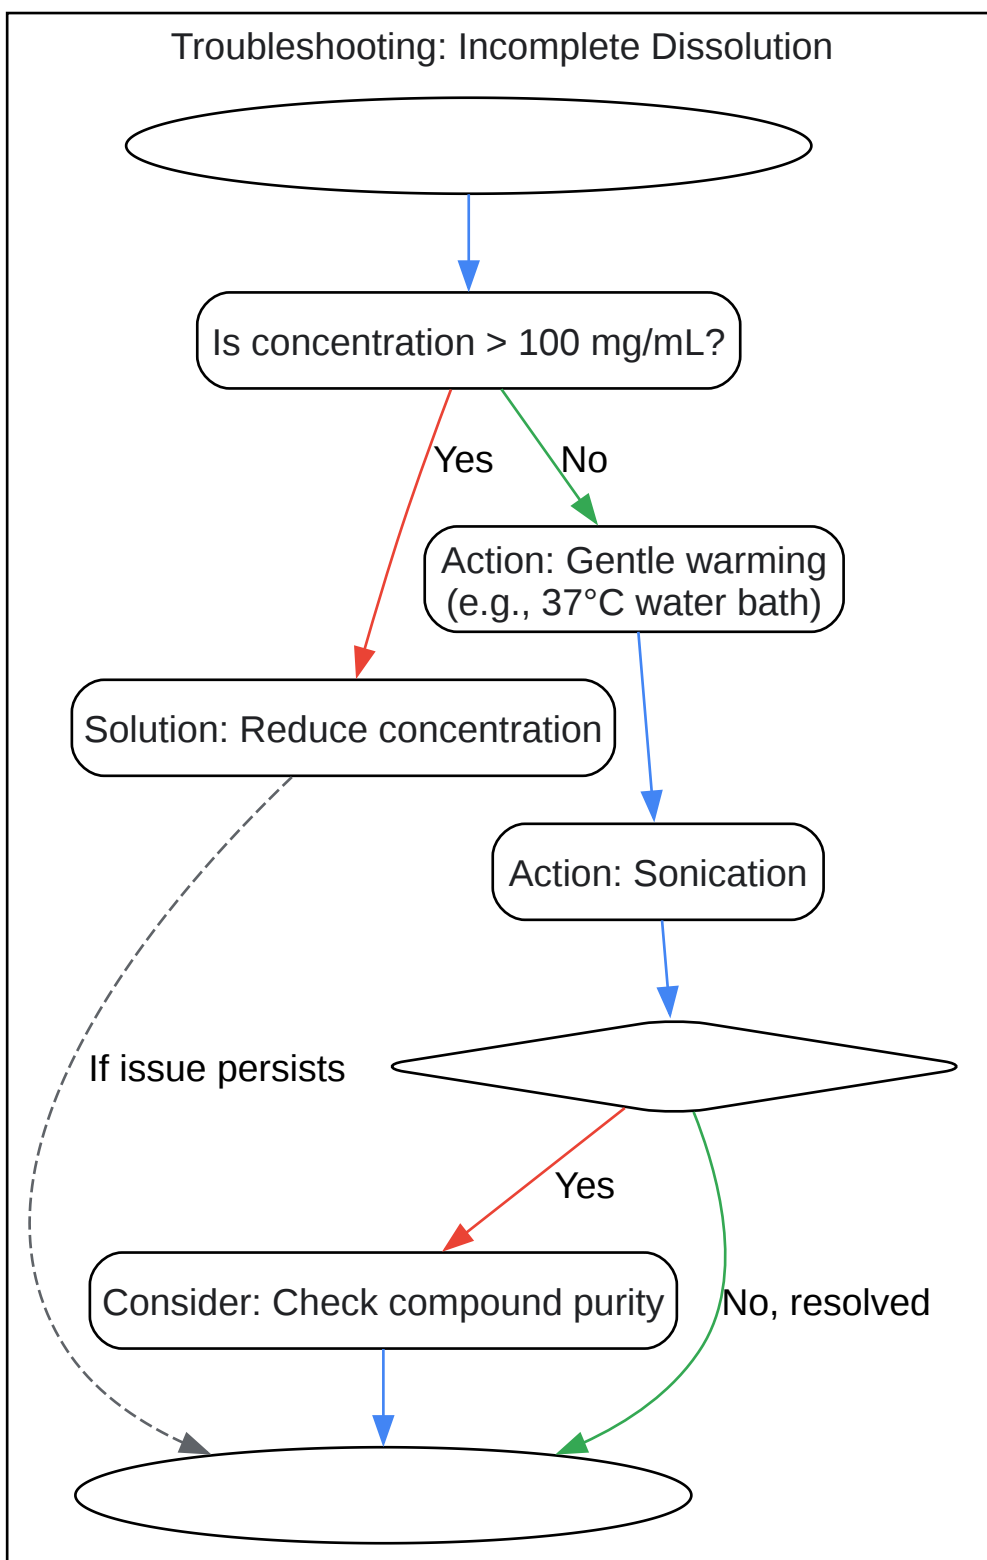 Troubleshooting: Incomplete Dissolution
Is concentration > 100 mg/mL?
Yes
No
Action: Gentle warming
(e.g., 37°C water bath)
Solution: Reduce concentration
Action: Sonication
If issue persists
Yes
Consider: Check compound purity
No, resolved